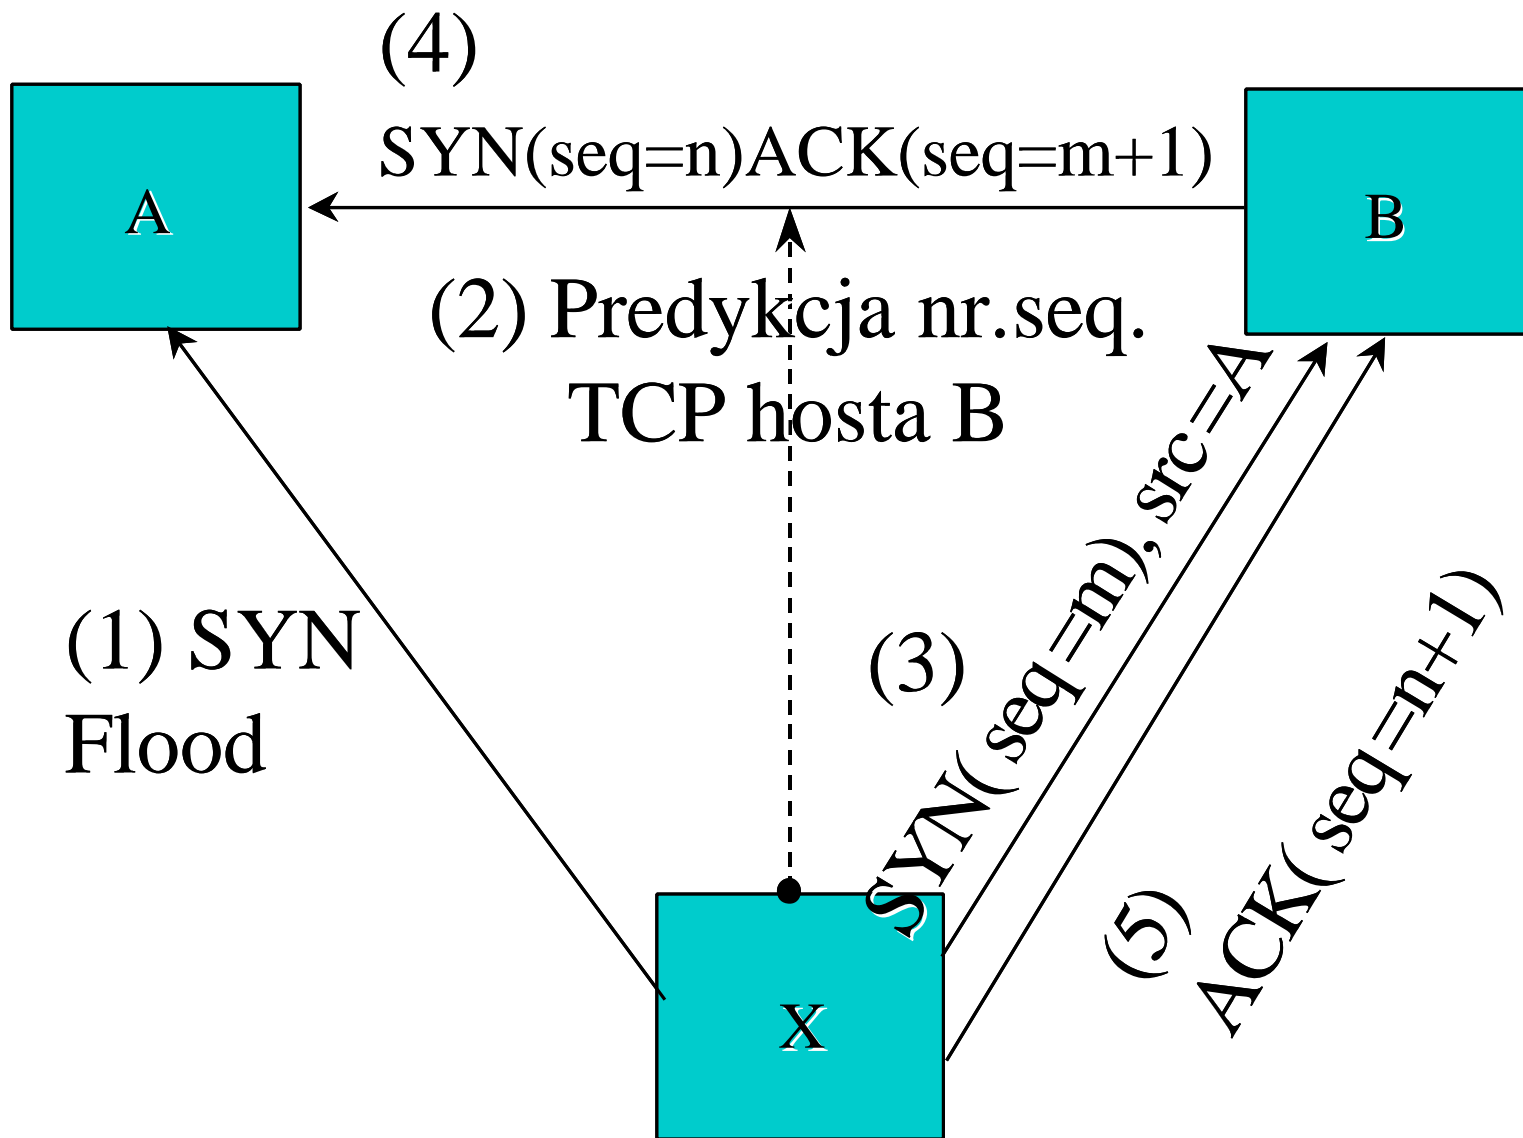 (4)
SYN(seq=n)ACK(seq=m+1)
A
B
(2) Predykcja nr.seq.
TCP hosta B
(1) SYN
Flood
(3)
SYN( seq=m), src=A
(5)
ACK( seq=n+1)
X